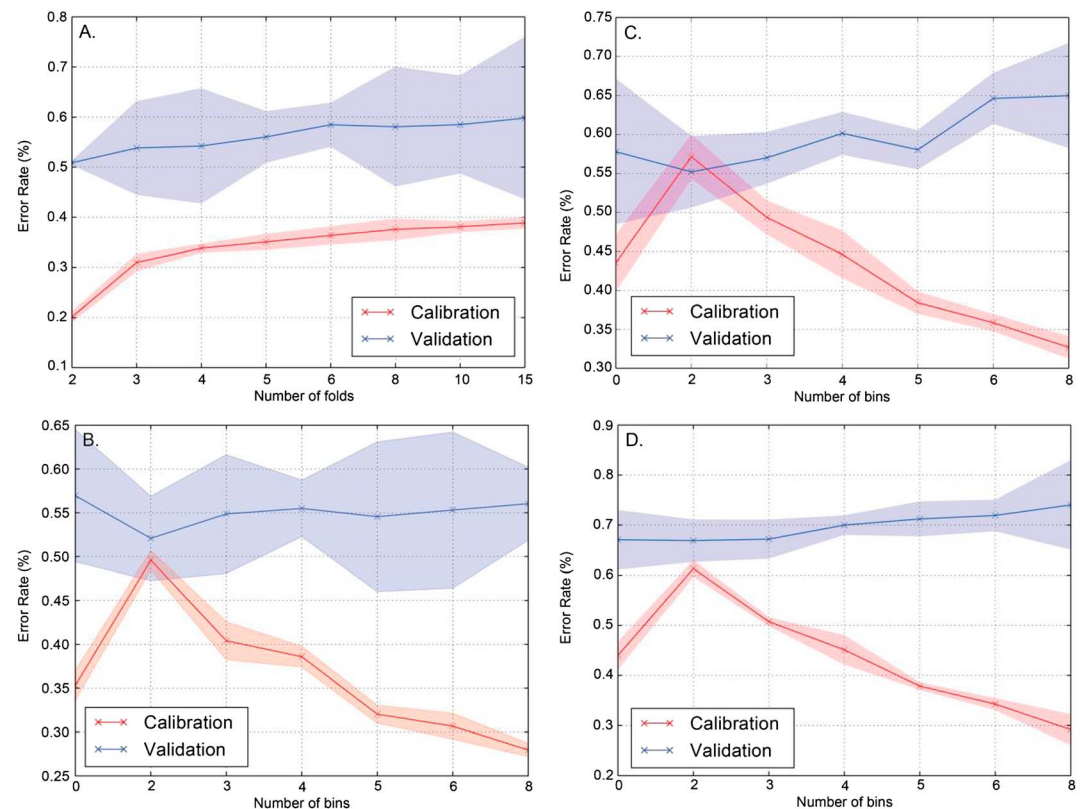 A.
0.8
0.7
0.6
0.5
0.4
0.3
0.2
0.1
Error Rate (%)
2 3 4 5 6 8 10 15
Number of folds
Calibration
Validation
C.
0.75
0.70
0.65
0.60
0.55
0.50
0.45
0.40
0.35
0.30
Error Rate (%)
0 2 3 4 5 6 8
Number of bins
Calibration
Validation
B.
0.65
0.60
0.55
0.50
0.45
0.40
0.35
0.30
0.25
Error Rate (%)
0 2 3 4 5 6 8
Number of bins
Calibration
Validation
D.
0.9
0.8
0.7
0.6
0.5
0.4
0.3
0.2
Error Rate (%)
0 2 3 4 5 6 8
Number of bins
Calibration
Validation